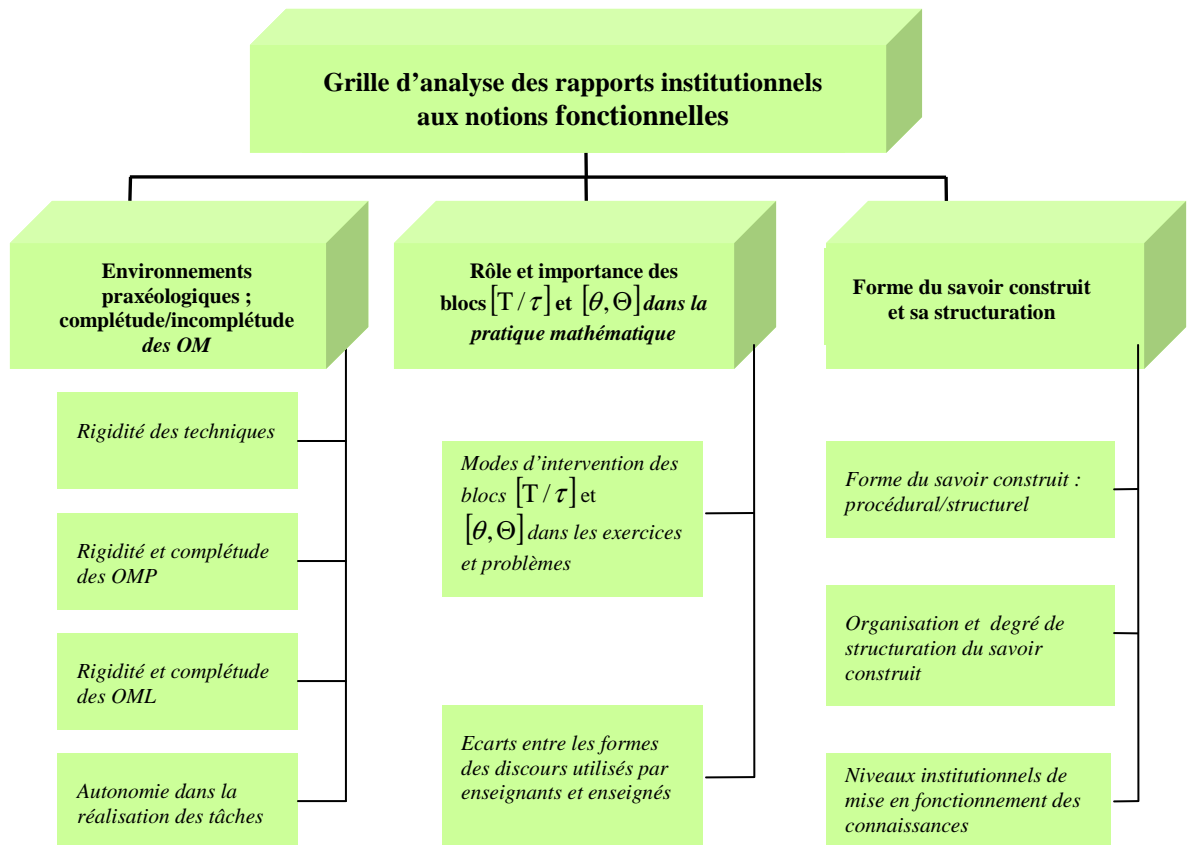 Grille d’analyse des rapports institutionnels
aux notions fonctionnelles
Environnements
praxéologiques ;
complétude/incomplétude
des OM
Rigidité des techniques
Rigidité et complétude
des OMP
Rigidité et complétude
des OML
Autonomie dans la
réalisation des tâches
Rôle et importance des
blocs [T / τ] et [θ, Θ] dans la
pratique mathématique
Modes d’intervention des
blocs [T / τ] et
[θ, Θ] dans les exercices
et problèmes
Ecarts entre les formes
des discours utilisés par
enseignants et enseignés
Forme du savoir construit
et sa structuration
Forme du savoir construit :
procédural/structurel
Organisation et degré de
structuration du savoir
construit
Niveaux institutionnels de
mise en fonctionnement des
connaissances